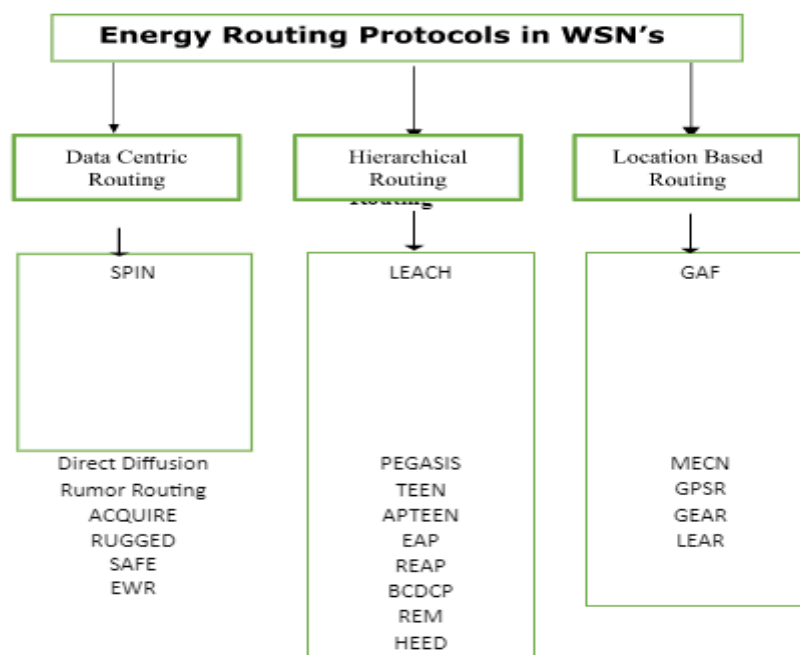 Energy Routing Protocols in WSN's
Data Centric
Routing
Hierarchical
Routing
Routing
Location Based
Routing
SPIN
Direct Diffusion
Rumor Routing
ACQUIRE
RUGGED
SAFE
EWR
LEACH
PEGASIS
TEEN
APTEEN
EAP
REAP
BCDCP
REM
HEED
GAF
MECN
GPSR
GEAR
LEAR